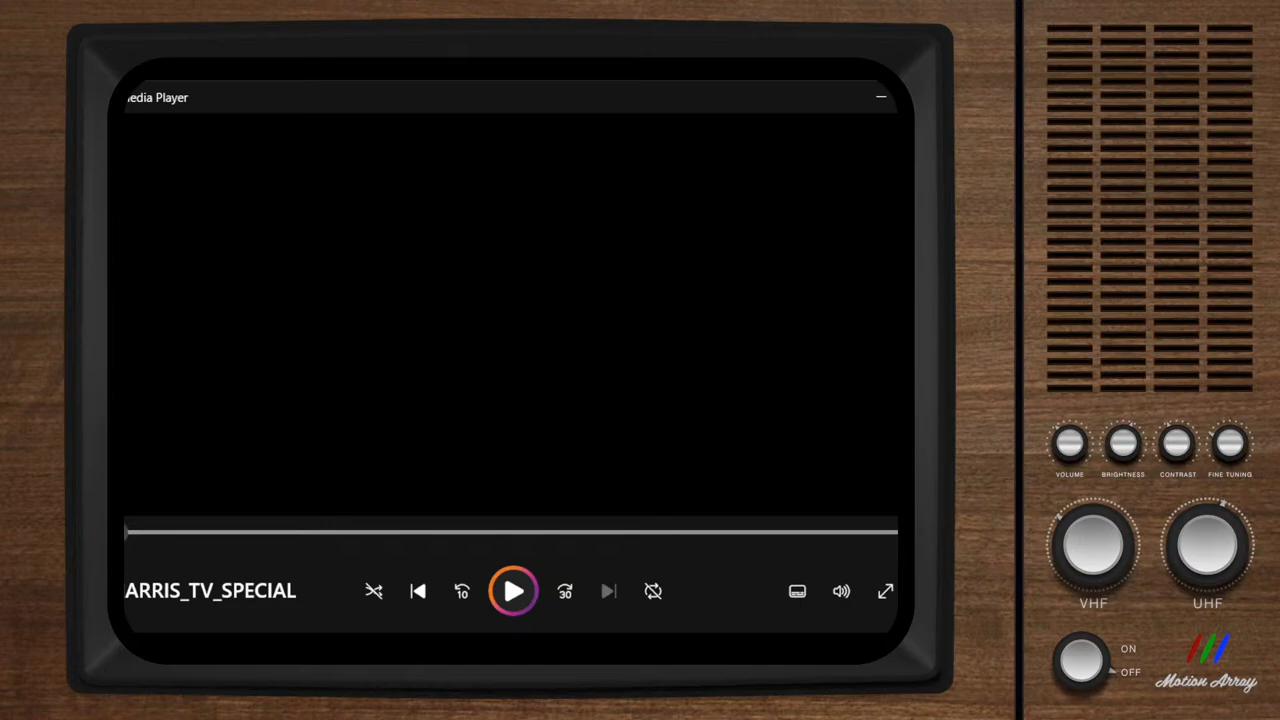 edia Player
ARRIS_TV_SPECIAL
10
30
VOLUME
BRIGHTNESS
CONTRAST
FINE TUNING
VHF
UHF
ON
OFF
Motion Array